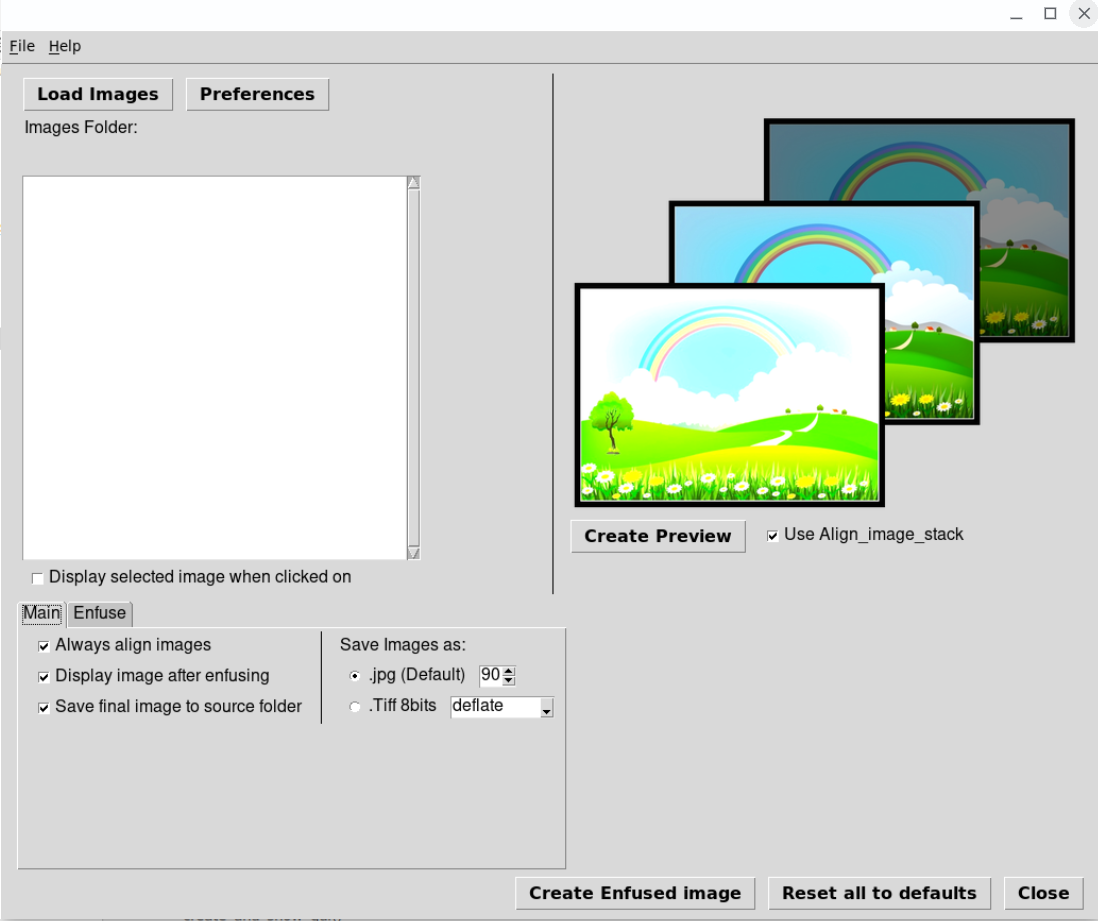 File Help
Load Images Preferences
Images Folder:
Create Preview Use Align_image_stack
Display selected image when clicked on
Main Enfuse
Always align images Save Images as:
Display image after enfusing .jpg (Default) 90
Save final image to source folder .Tiff 8bits deflate
Create Enfused image Reset all to defaults Close